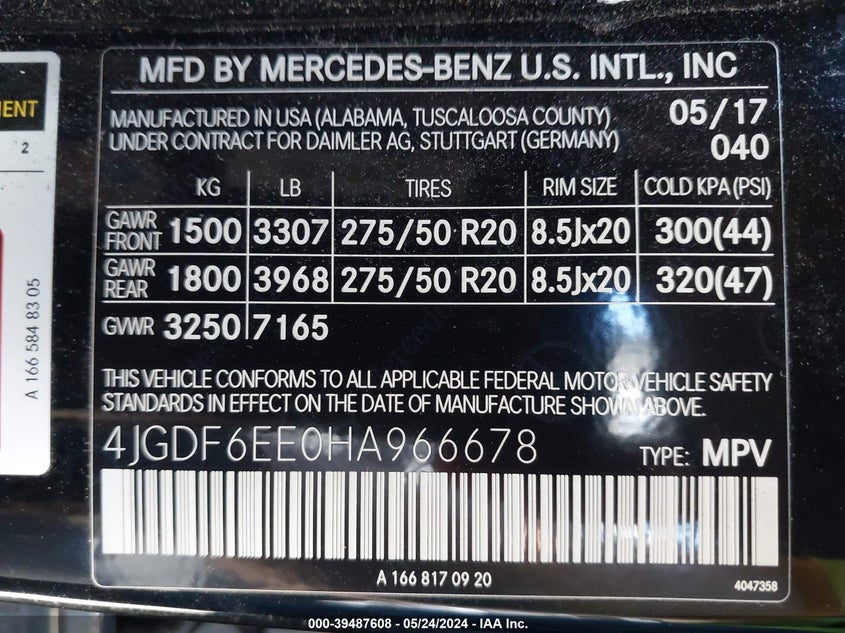 MFD BY MERCEDES-BENZ U.S. INTL., INC
MENT
2
MANUFACTURED IN USA (ALABAMA, TUSCALOOSA COUNTY) 05/17
UNDER CONTRACT FOR DAIMLER AG, STUTTGART (GERMANY) 040
KG LB TIRES RIM SIZE COLD KPA (PSI)
GAWR FRONT 1500 3307 275/50 R20 8.5Jx20 300(44)
GAWR REAR 1800 3968 275/50 R20 8.5Jx20 320(47)
GVWR 3250 7165
A 166 584 83 05
THIS VEHICLE CONFORMS TO ALL APPLICABLE FEDERAL MOTOR VEHICLE SAFETY
STANDARDS IN EFFECT ON THE DATE OF MANUFACTURE SHOWN ABOVE.
4JGDF6EE0HA966678 TYPE: MPV
A 166 817 09 20
4047358
000-39487608 - 05/24/2024 - IAA Inc.